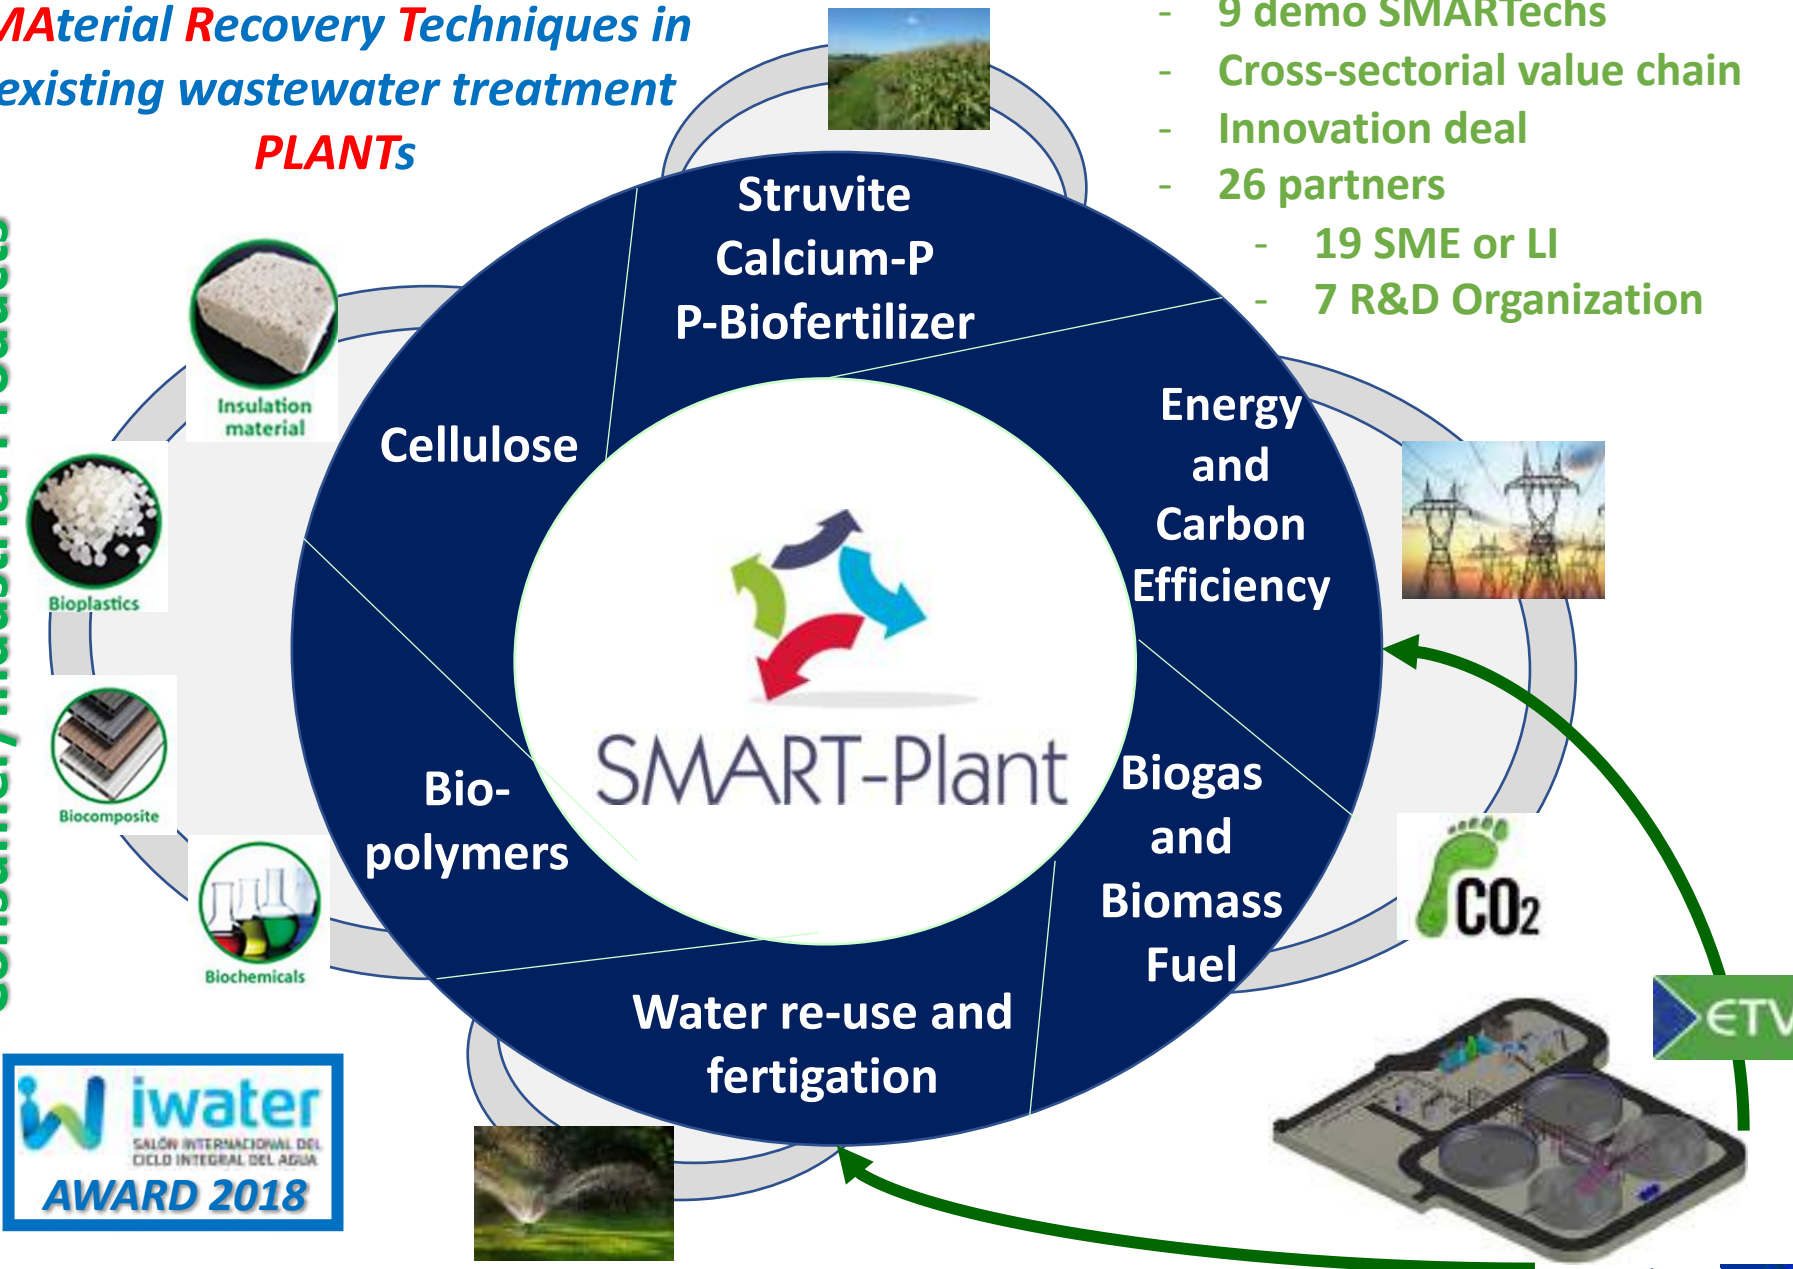 MAterial Recovery Techniques in
existing wastewater treatment
PLANTs
- 9 demo SMARTechs
- Cross-sectorial value chain
- Innovation deal
- 26 partners
- 19 SME or LI
- 7 R&D Organization
Struvite
Calcium-P
P-Biofertilizer
Cellulose
Energy
and
Carbon
Efficiency
Bio-
polymers
Biogas
and
Biomass
Fuel
Water re-use and
fertigation
SMART-Plant
Insulation
material
Bioplastics
Biocomposite
Biochemicals
CO2
ETV
iwater
SALÓN INTERNACIONAL DEL
CICLO INTEGRAL DEL AGUA
AWARD 2018